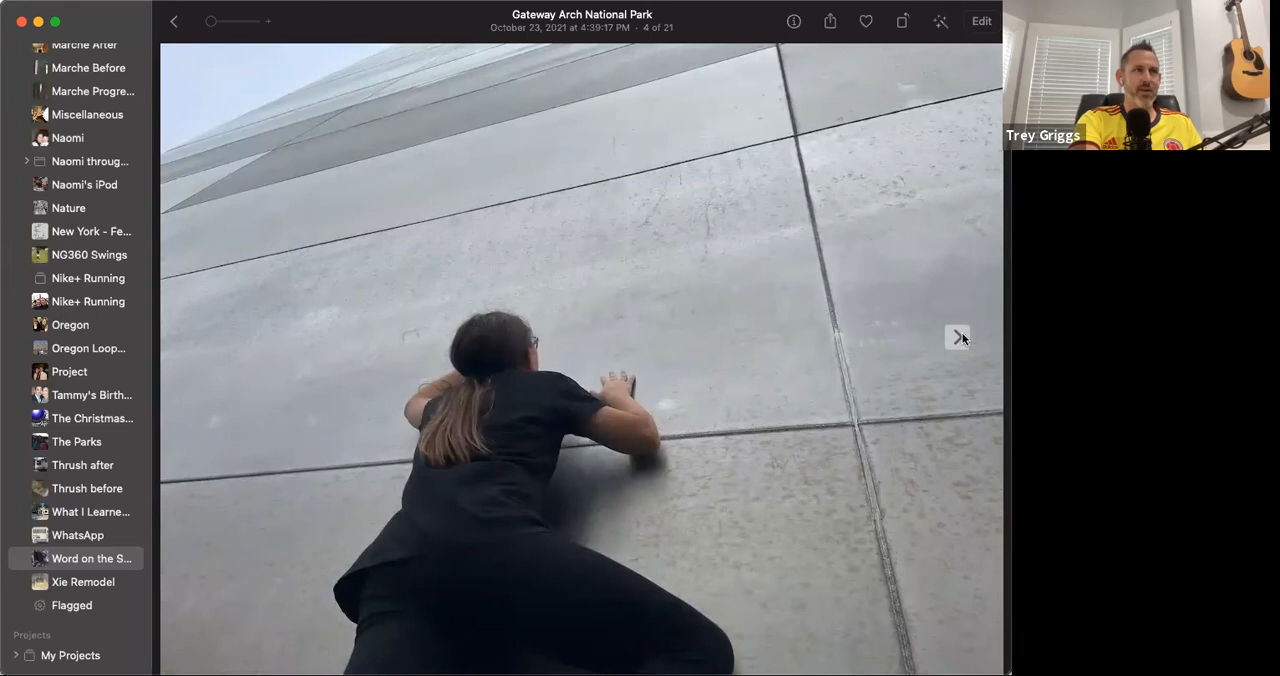 Gateway Arch National Park
October 23, 2021 at 4:39:17 PM · 4 of 21
Edit
Marche After
Marche Before
Marche Progre...
Miscellaneous
Naomi
Naomi throug...
Naomi's iPod
Nature
New York - Fe...
NG360 Swings
Nike+ Running
Nike+ Running
Oregon
Oregon Loop...
Project
Tammy's Birth...
The Christmas...
The Parks
Thrush after
Thrush before
What I Learne...
WhatsApp
Word on the S...
Xie Remodel
Flagged
Projects
My Projects
Trey Griggs